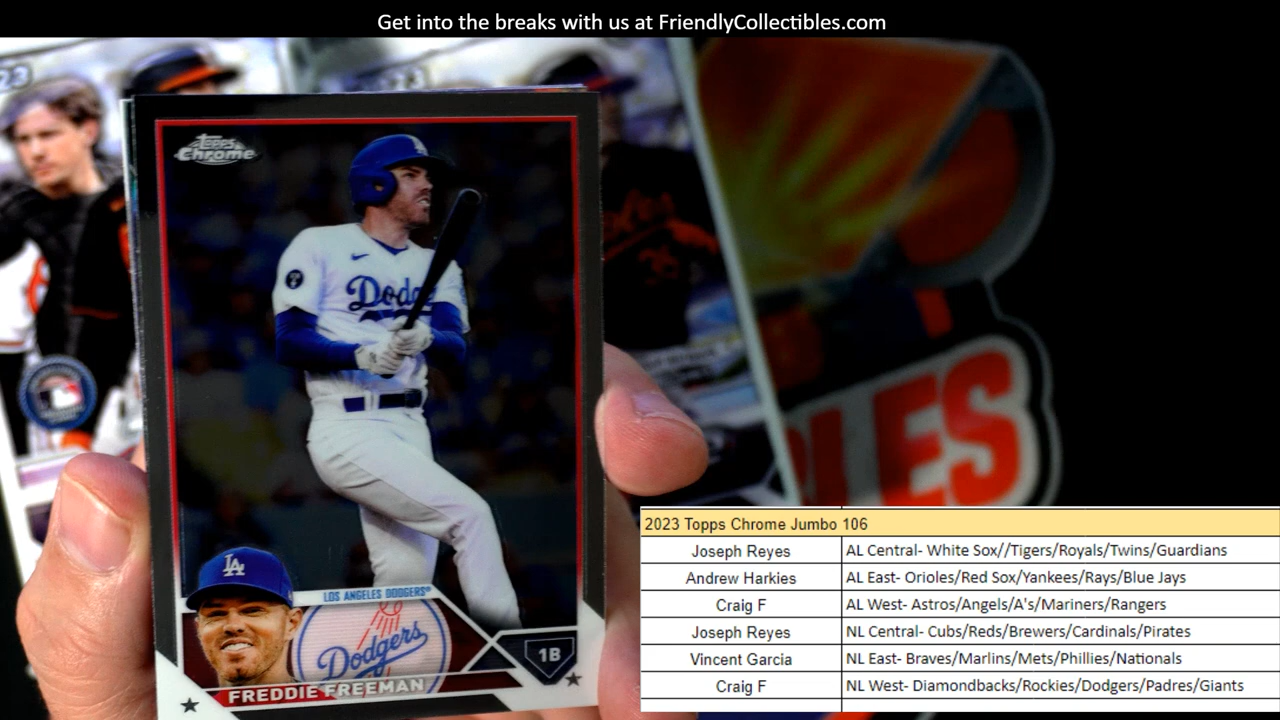 Get into the breaks with us at FriendlyCollectibles.com
23
Topps
Chrome
Dodg
LOS ANGELES DODGERS®
Dodgers
1B
FREDDIE FREEMAN
LES
2023 Topps Chrome Jumbo 106
Joseph Reyes AL Central- White Sox//Tigers/Royals/Twins/Guardians
Andrew Harkies AL East- Orioles/Red Sox/Yankees/Rays/Blue Jays
Craig F AL West- Astros/Angels/A's/Mariners/Rangers
Joseph Reyes NL Central- Cubs/Reds/Brewers/Cardinals/Pirates
Vincent Garcia NL East- Braves/Marlins/Mets/Phillies/Nationals
Craig F NL West- Diamondbacks/Rockies/Dodgers/Padres/Giants